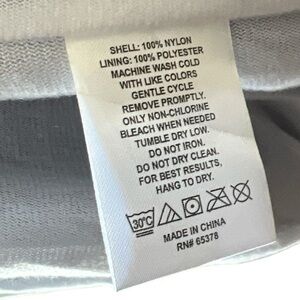 SHELL: 100% NYLON
LINING: 100% POLYESTER
MACHINE WASH COLD
WITH LIKE COLORS
GENTLE CYCLE
REMOVE PROMPTLY.
ONLY NON-CHLORINE
BLEACH WHEN NEEDED
TUMBLE DRY LOW.
DO NOT IRON.
DO NOT DRY CLEAN.
FOR BEST RESULTS,
HANG TO DRY.
30°C
MADE IN CHINA
RN# 65378